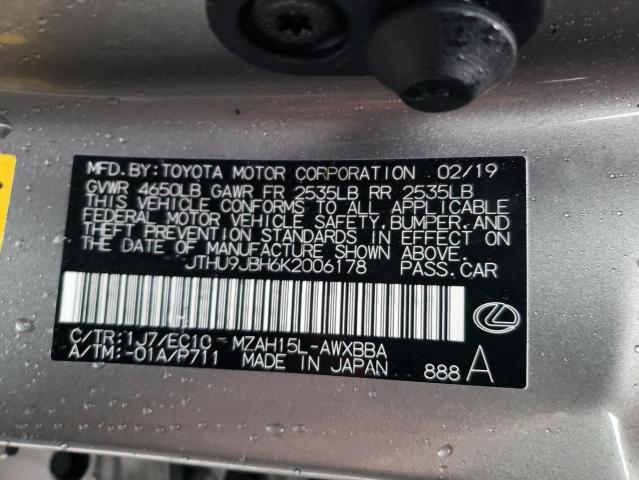 MFD.BY:TOYOTA MOTOR CORPORATION 02/19
GVWR 4650LB GAWR FR 2535LB RR 2535LB
THIS VEHICLE CONFORMS TO ALL APPLICABLE
FEDERAL MOTOR VEHICLE SAFETY,BUMPER,AND
THEFT PREVENTION STANDARDS IN EFFECT ON
THE DATE OF MANUFACTURE SHOWN ABOVE.
JTHU9JBH6K2006178 PASS.CAR
C/TR:1J7/EC10 MZAH15L-AWXBBA
A/TM:-01A/P711 MADE IN JAPAN 888 A